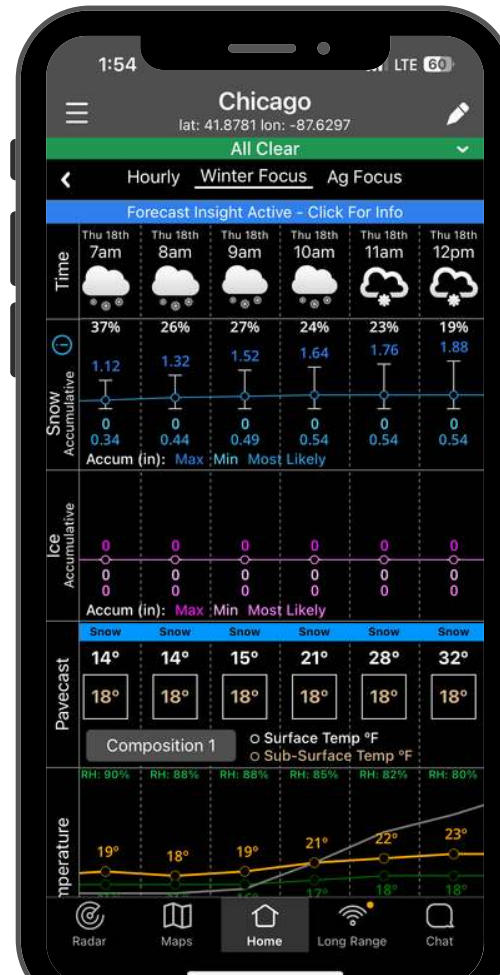 1:54 LTE 60
Chicago
lat: 41.8781 lon: -87.6297
All Clear
Hourly Winter Focus Ag Focus
Forecast Insight Active - Click For Info
Time
Thu 18th Thu 18th Thu 18th Thu 18th Thu 18th Thu 18th
7am 8am 9am 10am 11am 12pm
Snow
Accumulative
37% 26% 27% 24% 23% 19%
1.12 1.32 1.52 1.64 1.76 1.88
0 0 0 0 0 0
0.34 0.44 0.49 0.54 0.54 0.54
Accum (in): Max Min Most Likely
Ice
Accumulative
0 0 0 0 0 0
0 0 0 0 0 0
0 0 0 0 0 0
Accum (in): Max Min Most Likely
Pavecast
Snow Snow Snow Snow Snow Snow
14° 14° 15° 21° 28° 32°
18° 18° 18° 18° 18° 18°
Composition 1
Surface Temp °F
Sub-Surface Temp °F
RH: 90% RH: 88% RH: 88% RH: 85% RH: 82% RH: 80%
19° 18° 19° 21° 22° 23°
17° 18° 18°
Radar Maps Home Long Range Chat